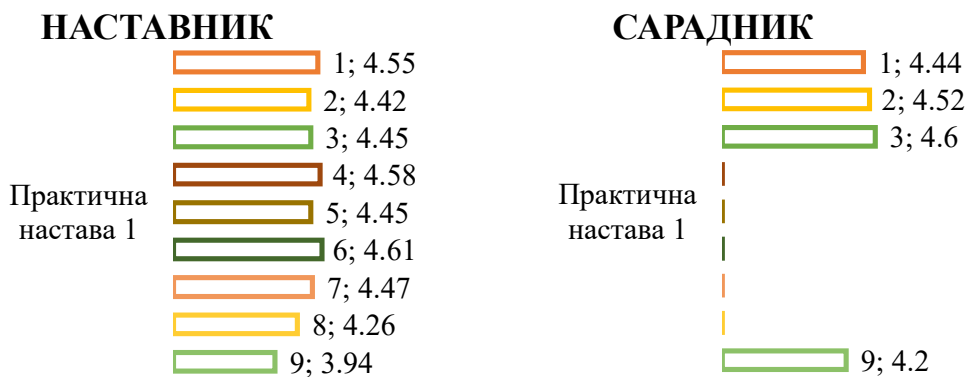 НАСТАВНИК
1; 4.55
2; 4.42
3; 4.45
4; 4.58
5; 4.45
6; 4.61
7; 4.47
8; 4.26
9; 3.94
Практична
настава 1
САРАДНИК
1; 4.44
2; 4.52
3; 4.6
9; 4.2
Практична
настава 1